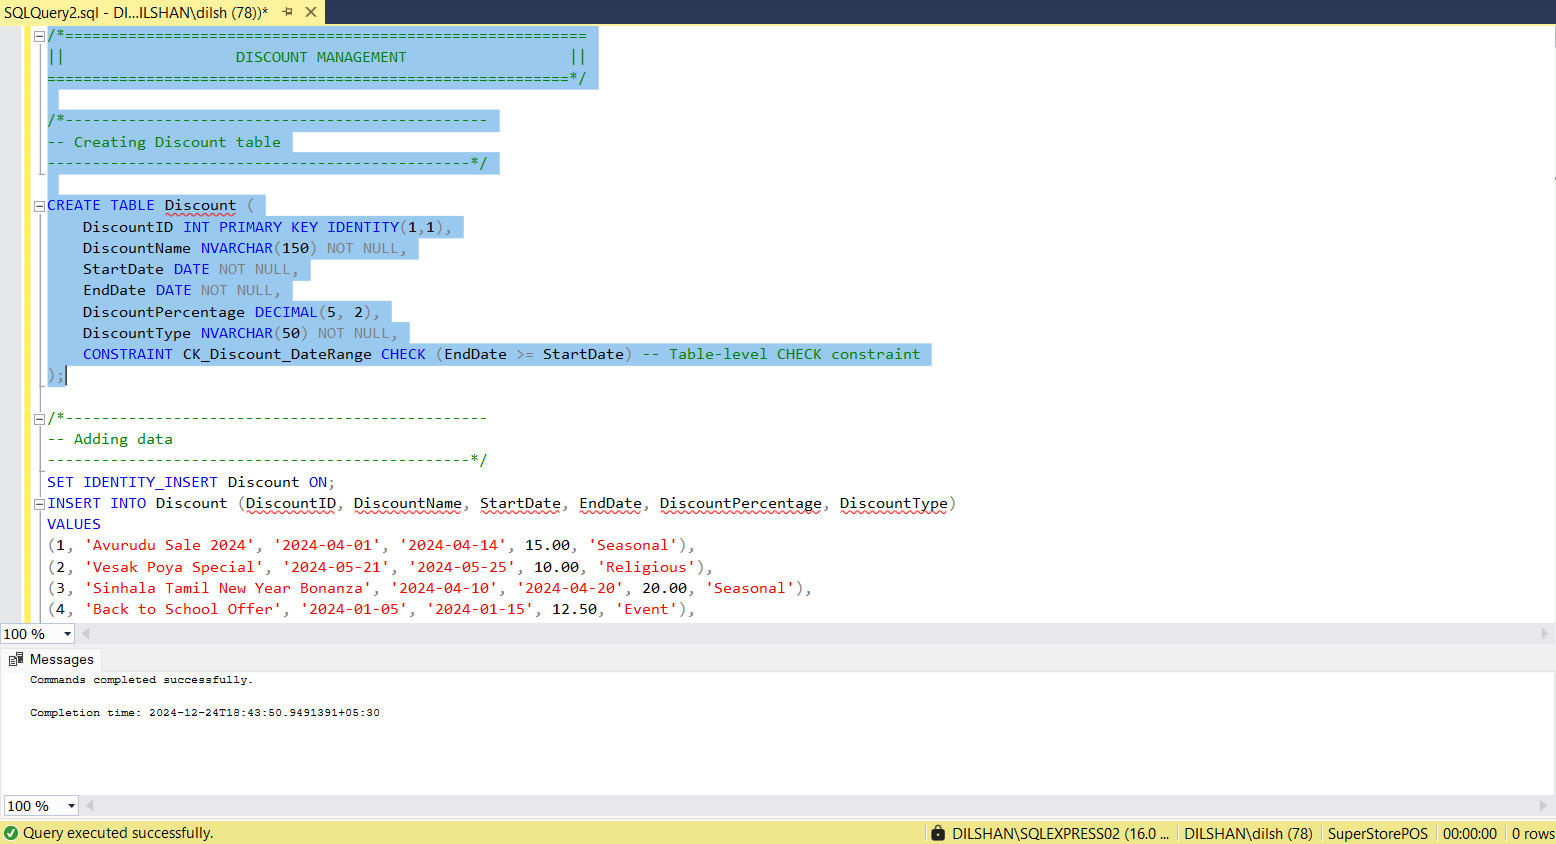 SQLQuery2.sql - DI...ILSHAN\dilsh (78))*
/*==========================================================
||                   DISCOUNT MANAGEMENT                  ||
==========================================================*/
/*-----------------------------------------------
-- Creating Discount table
-----------------------------------------------*/
CREATE TABLE Discount (
    DiscountID INT PRIMARY KEY IDENTITY(1,1),
    DiscountName NVARCHAR(150) NOT NULL,
    StartDate DATE NOT NULL,
    EndDate DATE NOT NULL,
    DiscountPercentage DECIMAL(5, 2),
    DiscountType NVARCHAR(50) NOT NULL,
    CONSTRAINT CK_Discount_DateRange CHECK (EndDate >= StartDate) -- Table-level CHECK constraint
);
/*-----------------------------------------------
-- Adding data
-----------------------------------------------*/
SET IDENTITY_INSERT Discount ON;
INSERT INTO Discount (DiscountID, DiscountName, StartDate, EndDate, DiscountPercentage, DiscountType)
VALUES
(1, 'Avurudu Sale 2024', '2024-04-01', '2024-04-14', 15.00, 'Seasonal'),
(2, 'Vesak Poya Special', '2024-05-21', '2024-05-25', 10.00, 'Religious'),
(3, 'Sinhala Tamil New Year Bonanza', '2024-04-10', '2024-04-20', 20.00, 'Seasonal'),
(4, 'Back to School Offer', '2024-01-05', '2024-01-15', 12.50, 'Event'),
100 %
Messages
Commands completed successfully.
Completion time: 2024-12-24T18:43:50.9491391+05:30
100 %
Query executed successfully.
DILSHAN\SQLEXPRESS02 (16.0 ... DILSHAN\dilsh (78) SuperStorePOS 00:00:00 0 rows